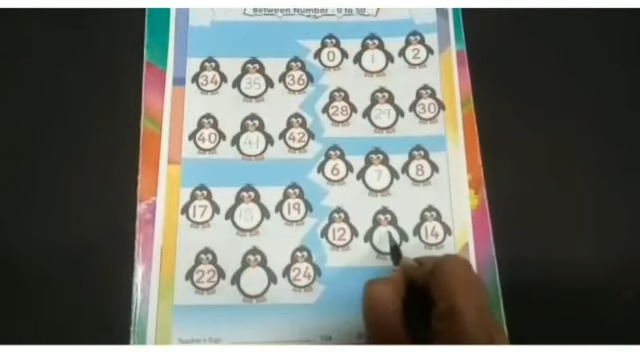 Between Number - 0 to 50
0 1 2
34 35 36
28 29 30
40 41 42
6 7 8
17 18 19
12 14
22 24
Teacher's Sign